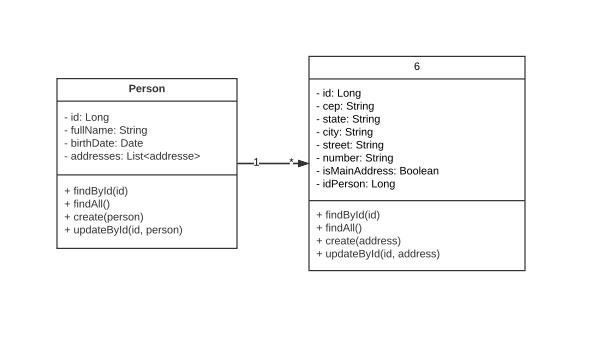 Person
- id: Long
- fullName: String
- birthDate: Date
- addresses: List<addresse>
+ findById(id)
+ findAll()
+ create(person)
+ updateById(id, person)
1
*
6
- id: Long
- cep: String
- state: String
- city: String
- street: String
- number: String
- isMainAddress: Boolean
- idPerson: Long
+ findById(id)
+ findAll()
+ create(address)
+ updateById(id, address)